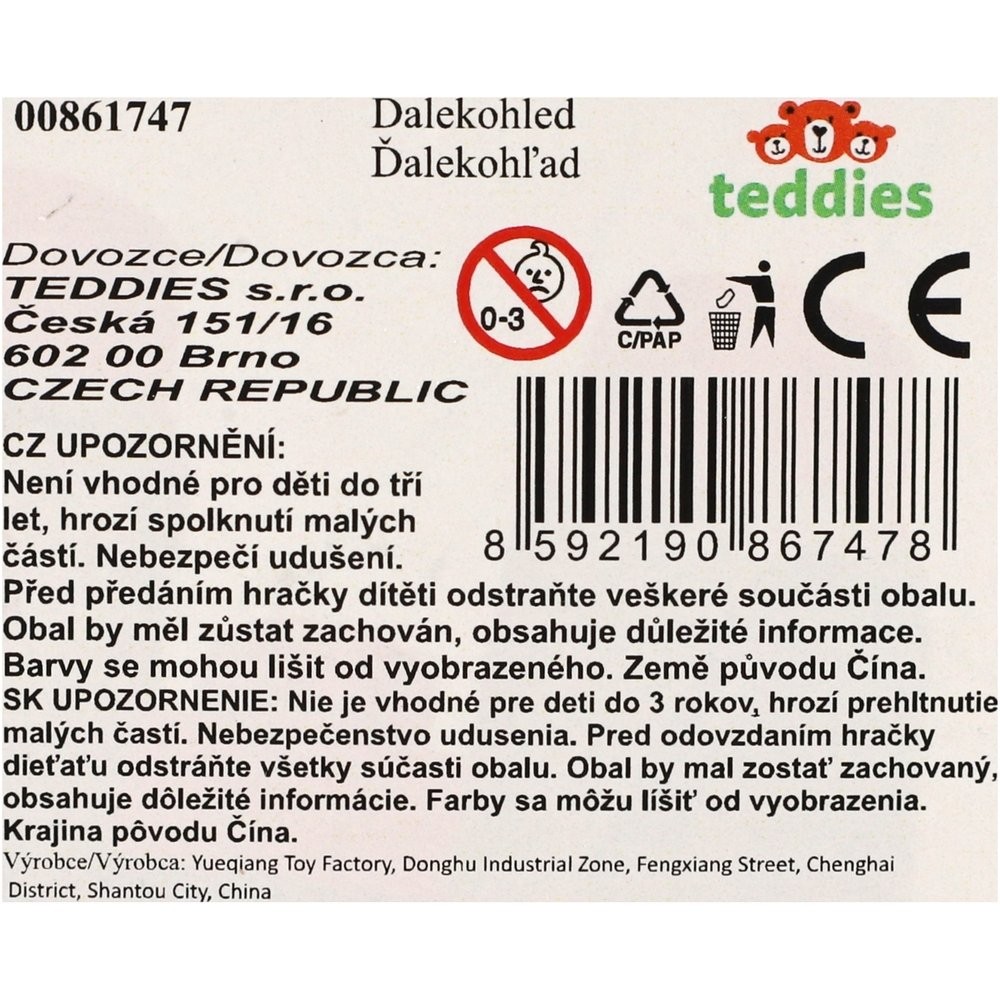 00861747
Dalekohled
Ďalekohľad
teddies
Dovozce/Dovozca:
TEDDIES s.r.o.
Česká 151/16
602 00 Brno
CZECH REPUBLIC
0-3
C/PAP
CE
8 592190 867478
CZ UPOZORNĚNÍ:
Není vhodné pro děti do tří
let, hrozí spolknutí malých
částí. Nebezpečí udušení.
Před předáním hračky dítěti odstraňte veškeré součásti obalu.
Obal by měl zůstat zachován, obsahuje důležité informace.
Barvy se mohou lišit od vyobrazeného. Země původu Čína.
SK UPOZORNENIE: Nie je vhodné pre deti do 3 rokov, hrozí prehltnutie
malých častí. Nebezpečenstvo udusenia. Pred odovzdaním hračky
dieťaťu odstráňte všetky súčasti obalu. Obal by mal zostať zachovaný,
obsahuje dôležité informácie. Farby sa môžu líšiť od vyobrazenia.
Krajina pôvodu Čína.
Výrobce/Výrobca: Yueqiang Toy Factory, Donghu Industrial Zone, Fengxiang Street, Chenghai
District, Shantou City, China